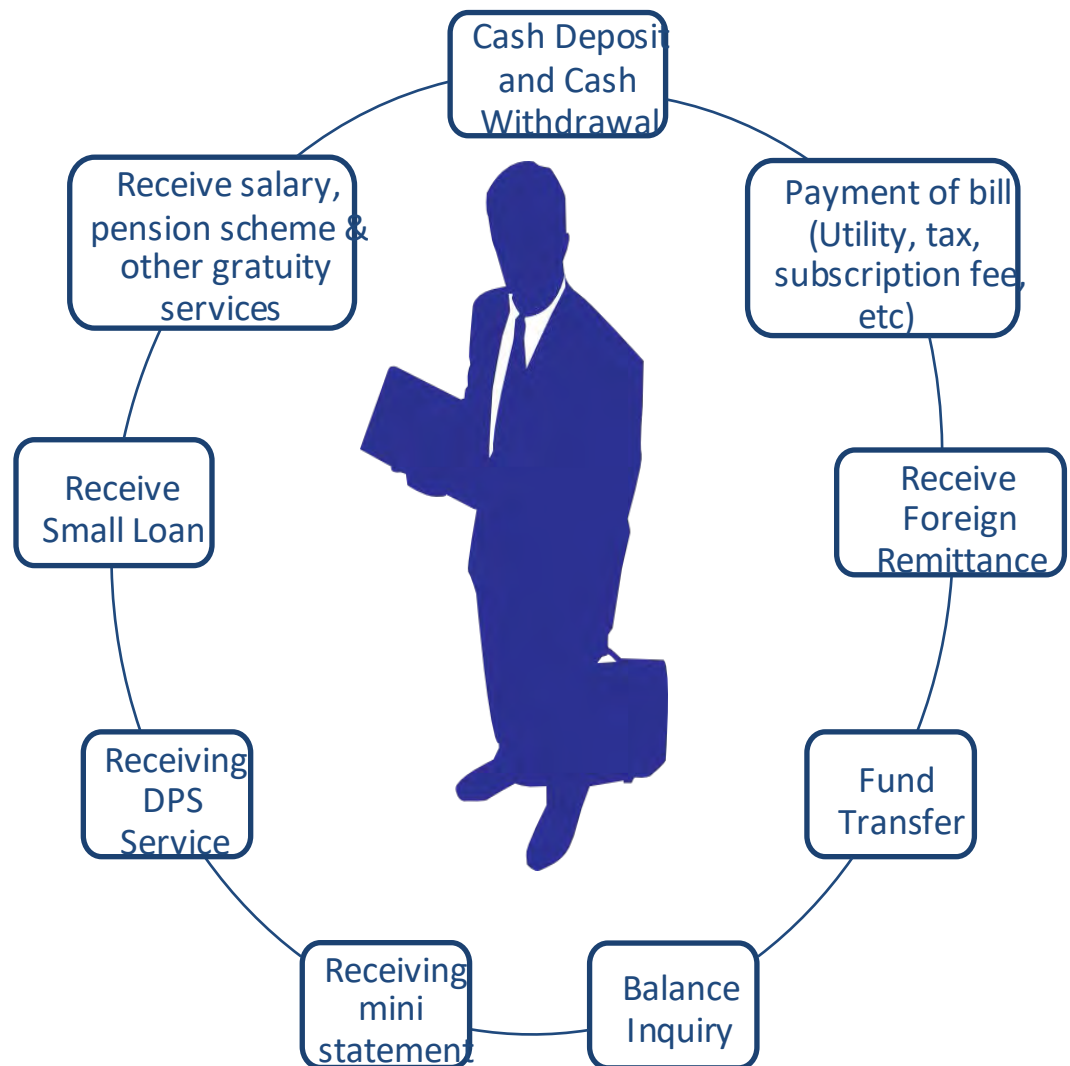 Cash Deposit
and Cash
Withdrawal
Payment of bill
(Utility, tax,
subscription fee,
etc)
Receive
Foreign
Remittance
Fund
Transfer
Balance
Inquiry
Receiving
mini
statement
Receiving
DPS
Service
Receive
Small Loan
Receive salary,
pension scheme &
other gratuity
services